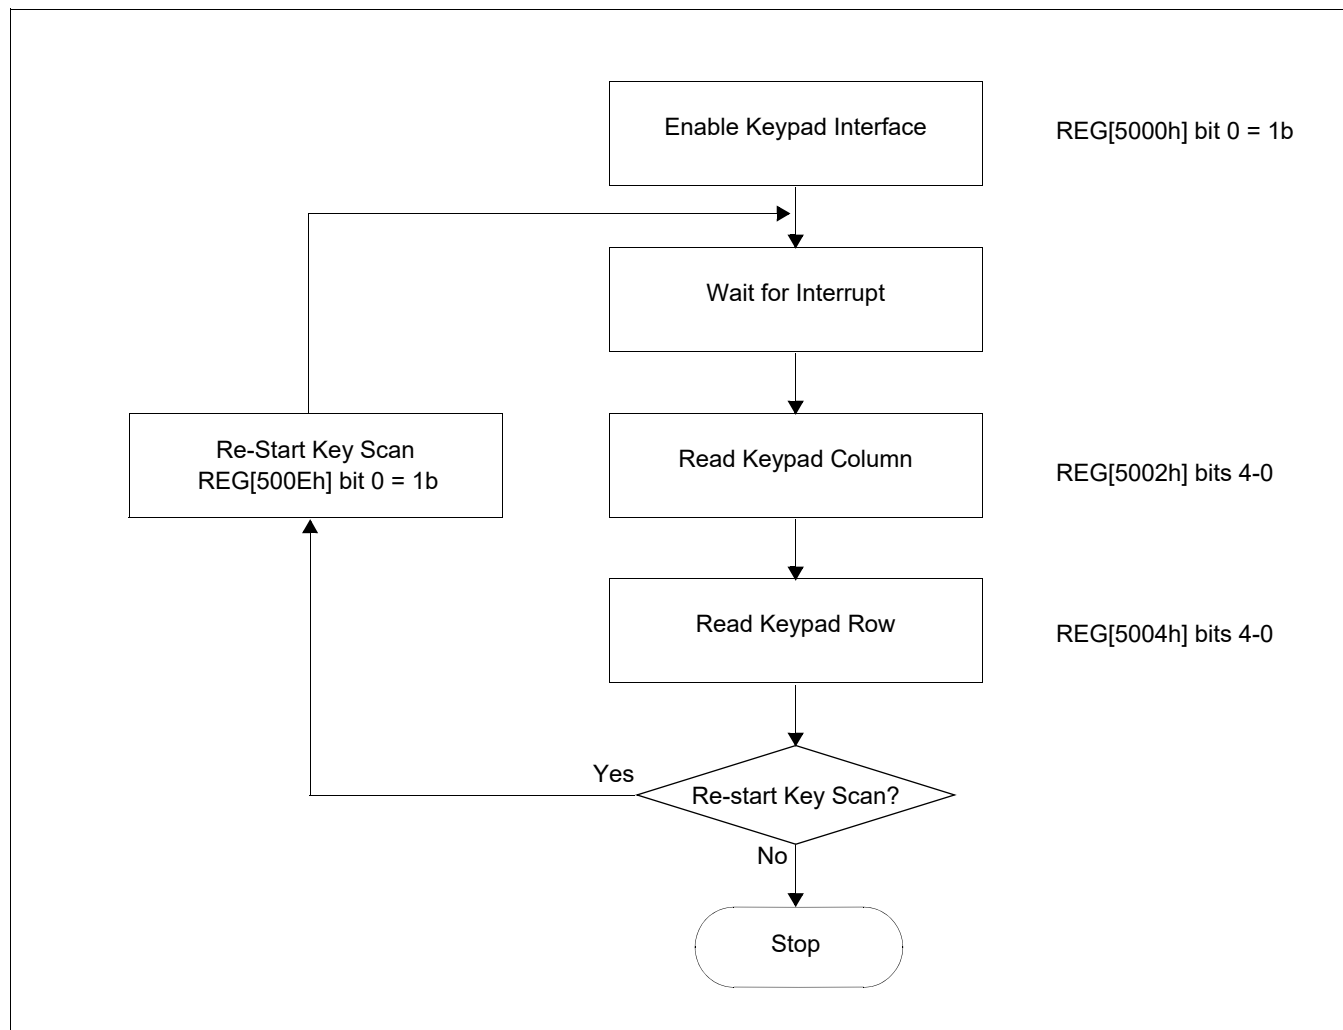 Enable Keypad Interface
REG[5000h] bit 0 = 1b
Wait for Interrupt
Re-Start Key Scan
REG[500Eh] bit 0 = 1b
Read Keypad Column
REG[5002h] bits 4-0
Read Keypad Row
REG[5004h] bits 4-0
Yes
Re-start Key Scan?
No
Stop